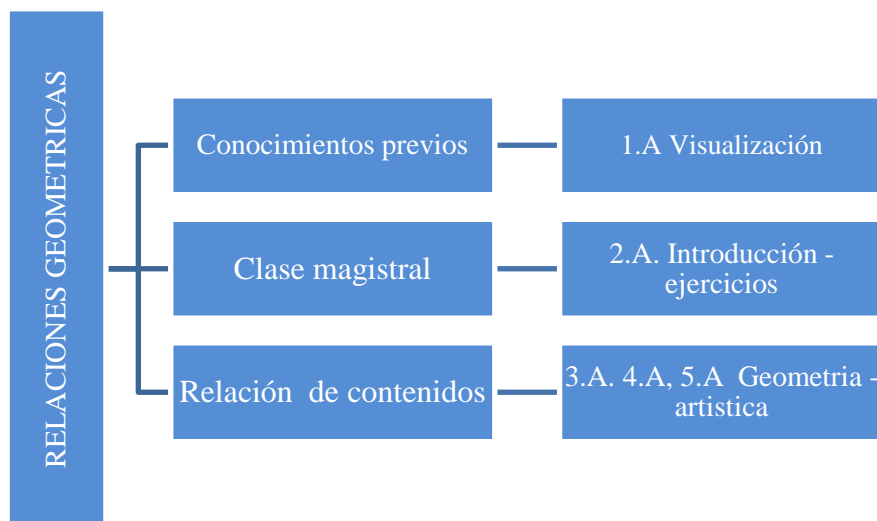 RELACIONES GEOMETRICAS
Conocimientos previos
1.A Visualización
Clase magistral
2.A. Introducción -
ejercicios
Relación de contenidos
3.A. 4.A, 5.A Geometria -
artistica